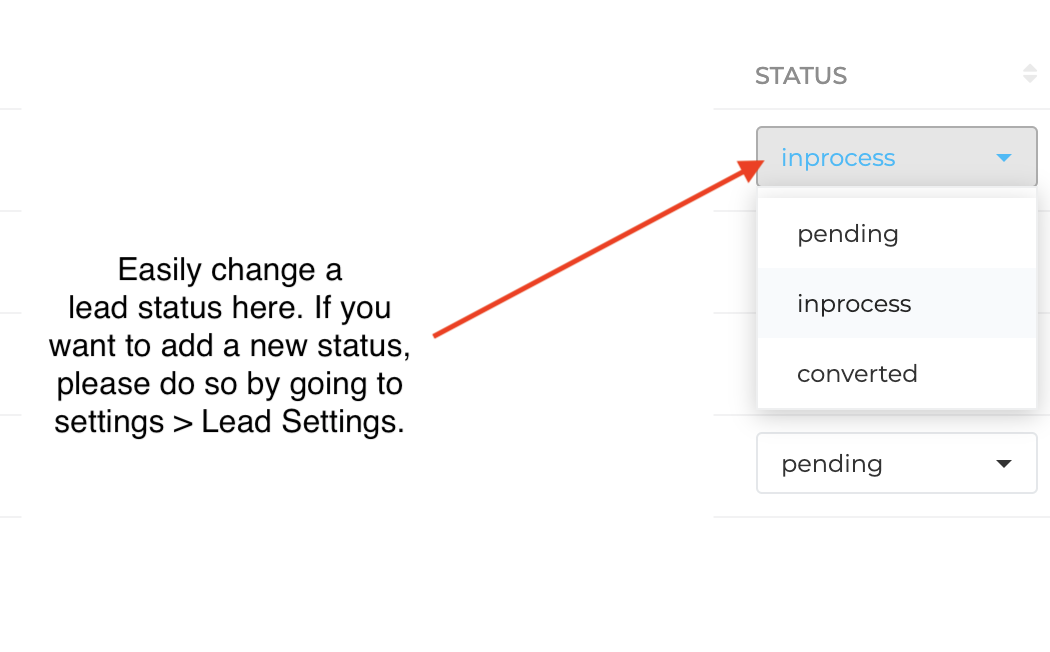 STATUS
inprocess
pending
inprocess
converted
pending
Easily change a
lead status here. If you
want to add a new status,
please do so by going to
settings > Lead Settings.